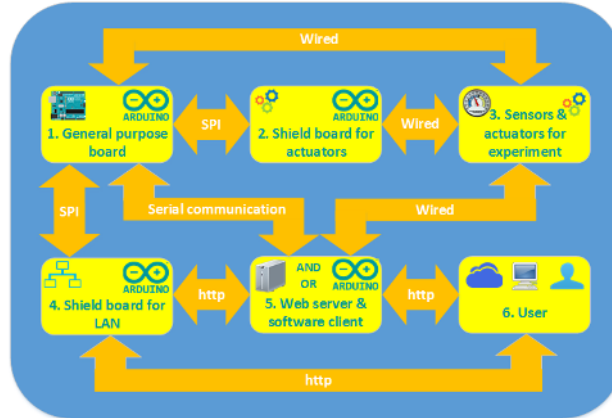 Wired
ARDUINO
1. General purpose
board
SPI
ARDUINO
2. Shield board for
actuators
Wired
3. Sensors &
actuators for
experiment
SPI
Serial communication
Wired
ARDUINO
4. Shield board for
LAN
http
AND
OR
ARDUINO
5. Web server &
software client
http
6. User
http